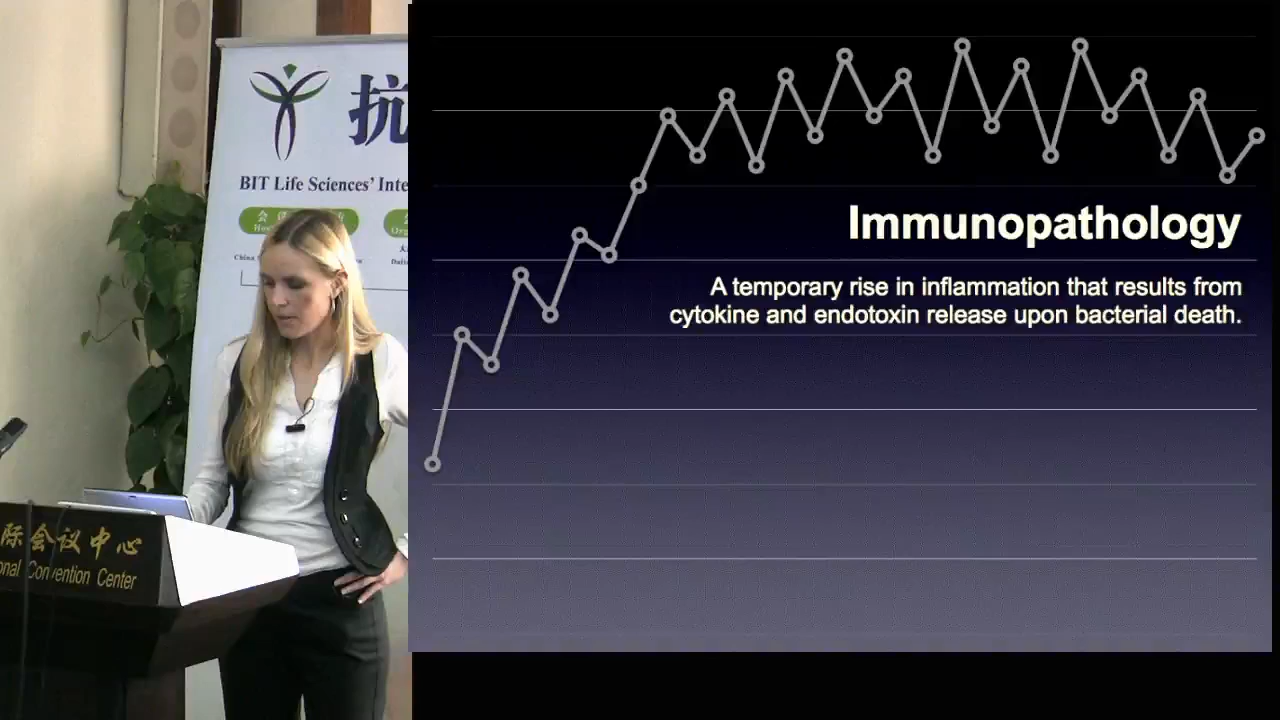 抗
BIT Life Sciences' Inte
会
Immunopathology
A temporary rise in inflammation that results from
cytokine and endotoxin release upon bacterial death.
际会议中心
onal Convention Center